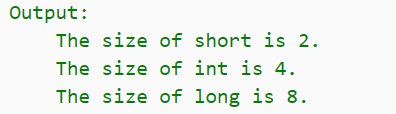 Output:
The size of short is 2.
The size of int is 4.
The size of long is 8.